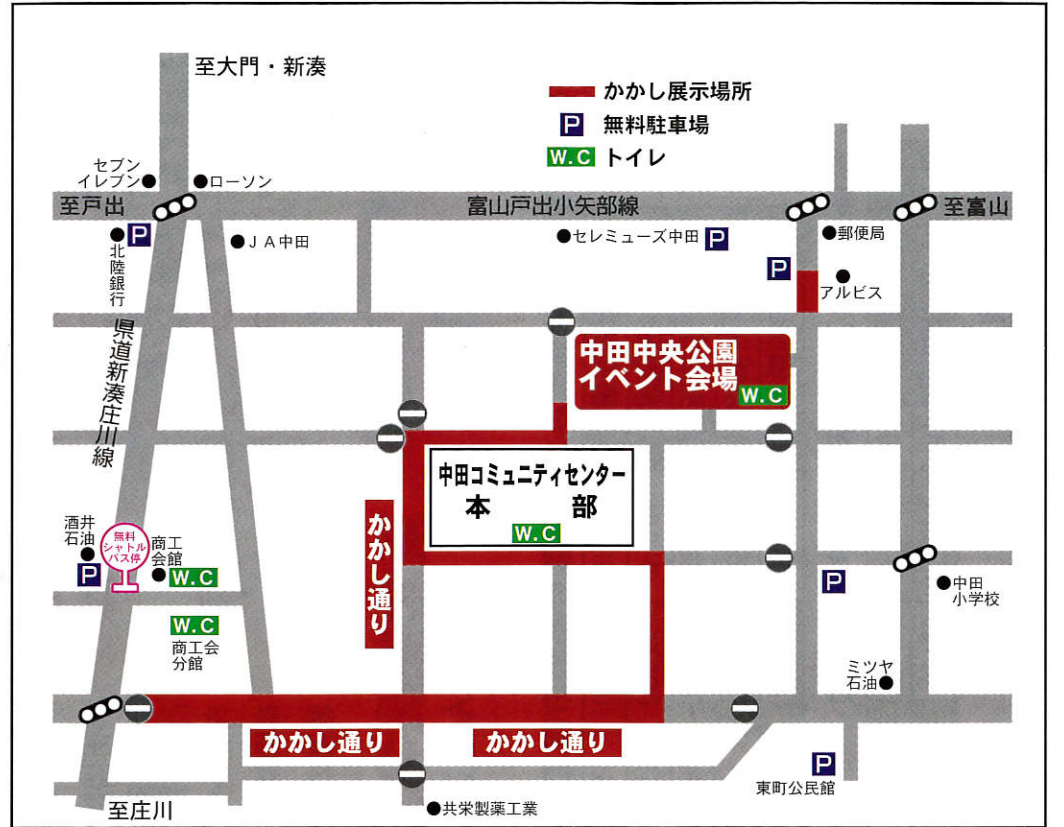 至大門・新湊
かかし展示場所
P 無料駐車場
W.C トイレ
セブン
イレブン
ローソン
至戸出
富山戸出小矢部線
至富山
P
北陸銀行
JA中田
セレミューズ中田
P
郵便局
P
アルビス
県道新湊庄川線
中田中央公園
イベント会場
W.C
中田コミュニティセンター
本 部
W.C
かかし通り
酒井
石油
P
無料
シャトル
バス停
商工
会館
W.C
W.C
商工会
分館
P
中田
小学校
ミツヤ
石油
かかし通り
かかし通り
P
東町公民館
至庄川
共栄製薬工業